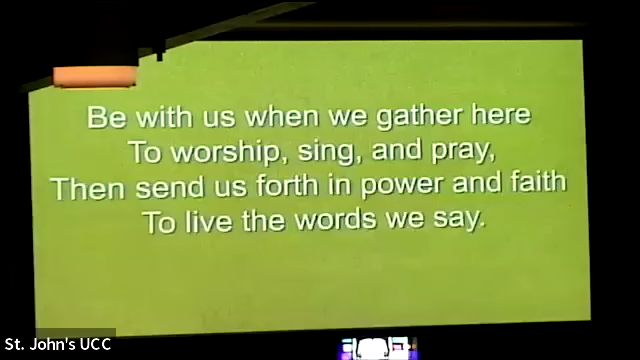 Be with us when we gather here
To worship, sing, and pray,
Then send us forth in power and faith
To live the words we say.
St. John's UCC